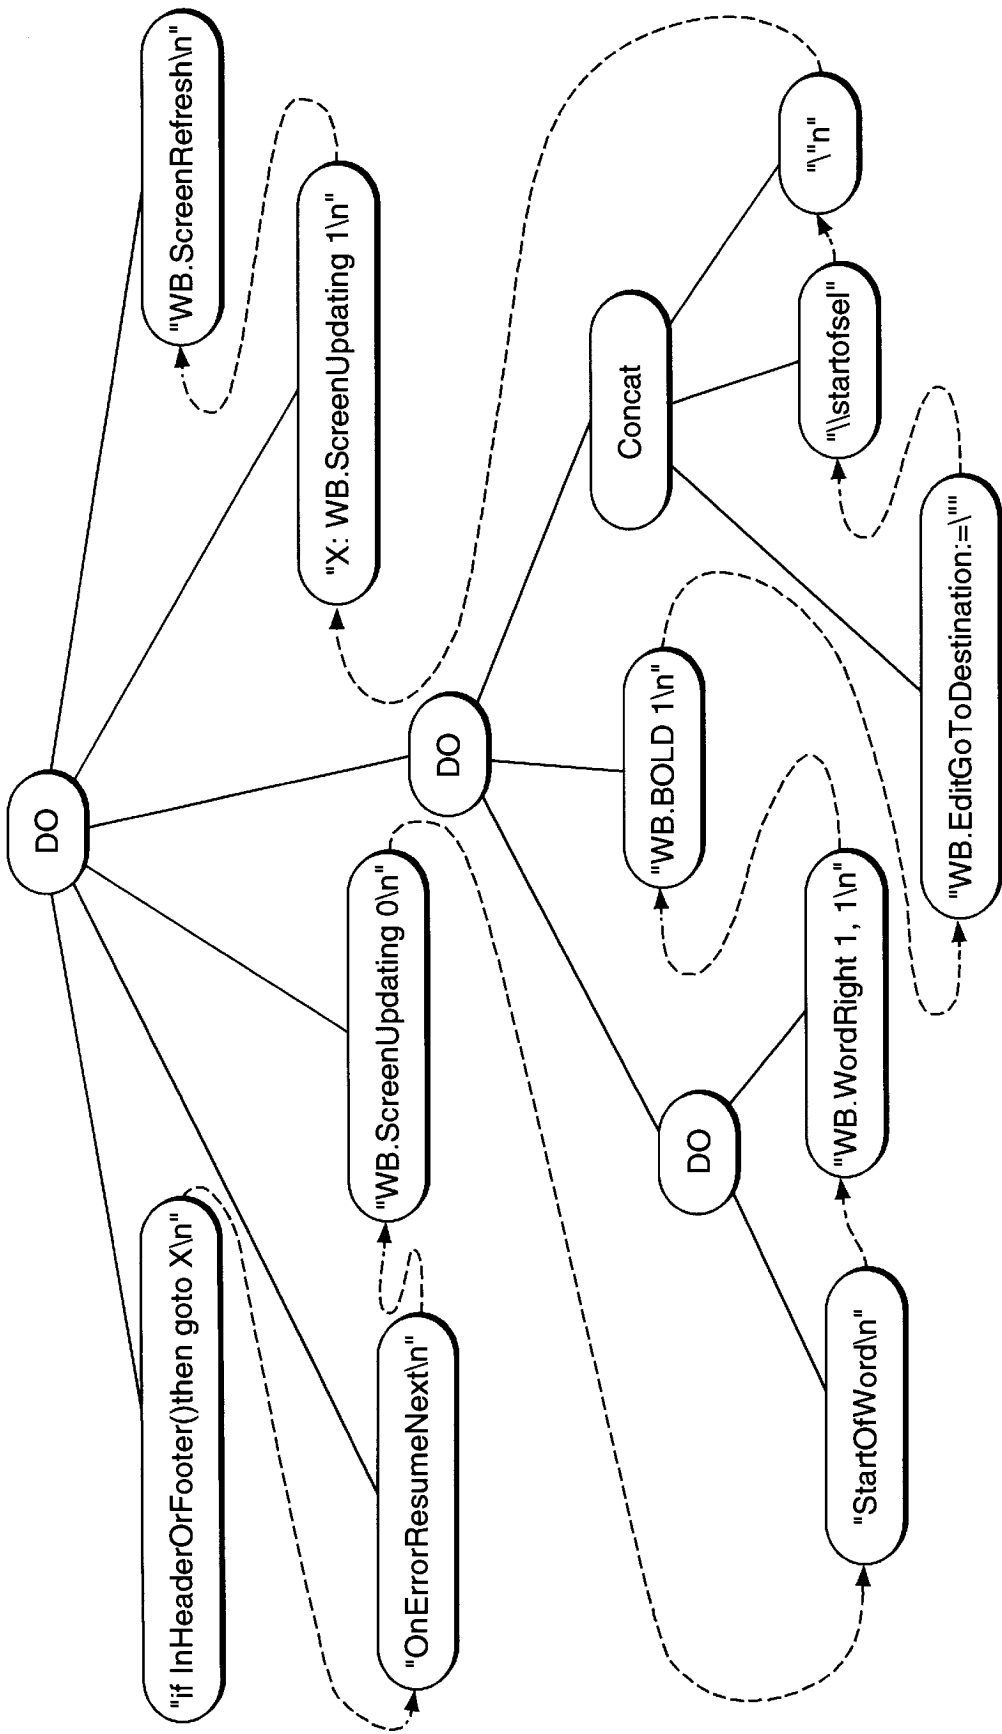 DO
"if InHeaderOrFooter()then goto X\n"
"OnErrorResumeNext\n"
"WB.ScreenUpdating 0\n"
DO
"X: WB.ScreenUpdating 1\n"
"WB.ScreenRefresh\n"
DO
"WB.BOLD 1\n"
Concat
"StartOfWord\n"
"WB.WordRight 1, 1\n"
"WB.EditGoToDestination:=\""
"\\startofsel"
"\"n"